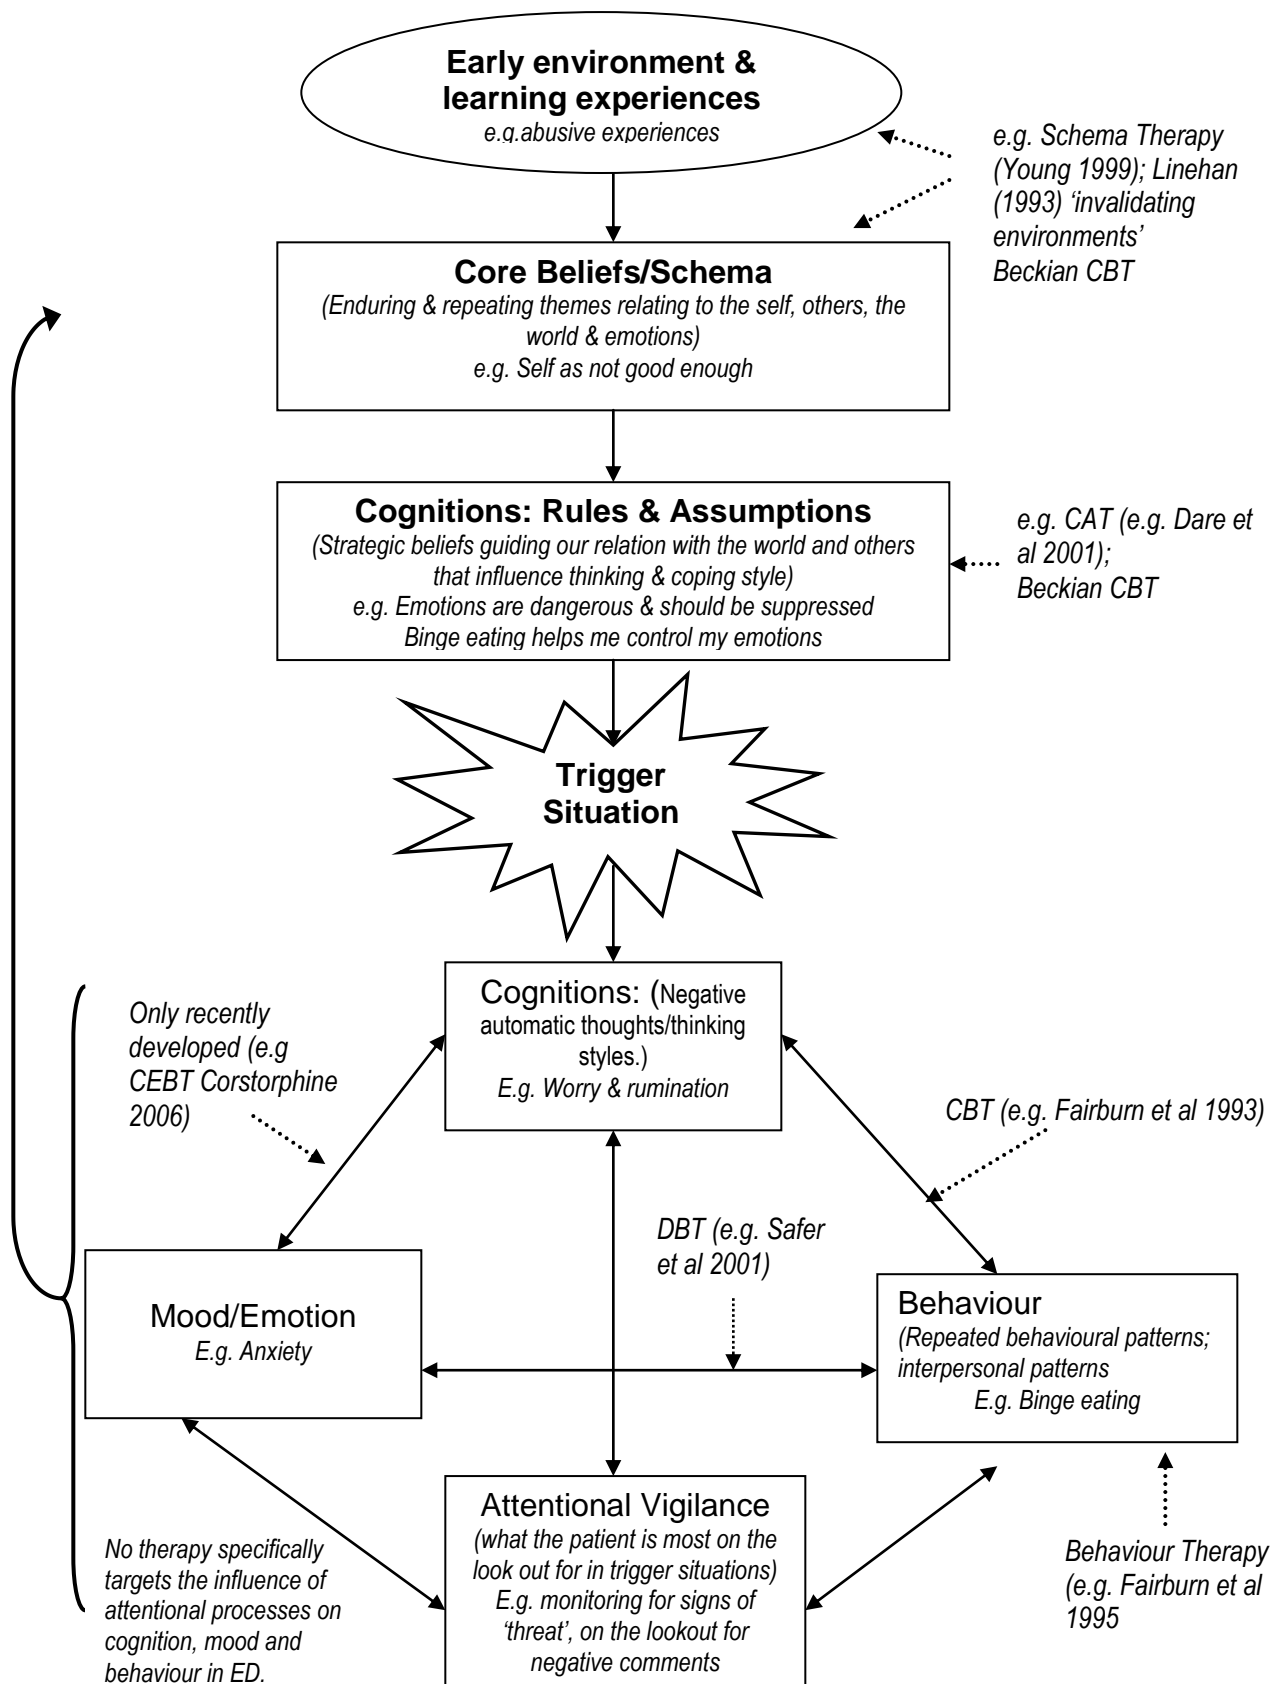 Early environment &
learning experiences
e.g.abusive experiences
e.g. Schema Therapy
(Young 1999); Linehan
(1993) ‘invalidating
environments’
Beckian CBT
Core Beliefs/Schema
(Enduring & repeating themes relating to the self, others, the
world & emotions)
e.g. Self as not good enough
Cognitions: Rules & Assumptions
(Strategic beliefs guiding our relation with the world and others
that influence thinking & coping style)
e.g. Emotions are dangerous & should be suppressed
Binge eating helps me control my emotions
e.g. CAT (e.g. Dare et
al 2001);
Beckian CBT
Trigger
Situation
Cognitions: (Negative
automatic thoughts/thinking
styles.)
E.g. Worry & rumination
Only recently
developed (e.g
CEBT Corstorphine
2006)
CBT (e.g. Fairburn et al 1993)
DBT (e.g. Safer
et al 2001)
Mood/Emotion
E.g. Anxiety
Behaviour
(Repeated behavioural patterns;
interpersonal patterns
E.g. Binge eating
Attentional Vigilance
(what the patient is most on the
look out for in trigger situations)
E.g. monitoring for signs of
‘threat’, on the lookout for
negative comments
No therapy specifically
targets the influence of
attentional processes on
cognition, mood and
behaviour in ED.
Behaviour Therapy
(e.g. Fairburn et al
1995